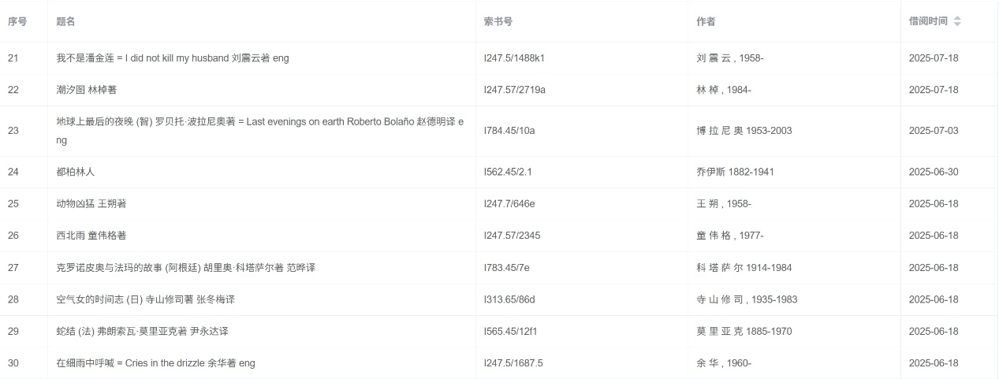 序号 题名 索书号 作者 借阅时间
21 我不是潘金莲 = I did not kill my husband 刘震云著 eng I247.5/1488k1 刘 震 云 , 1958- 2025-07-18
22 潮汐图 林棹著 I247.57/2719a 林 棹 , 1984- 2025-07-18
地球上最后的夜晚 (智) 罗贝托·波拉尼奥著 = Last evenings on earth Roberto Bolaño 赵德明译 e
23 I784.45/10a 博 拉 尼 奥 1953-2003 2025-07-03
ng
24 都柏林人 I562.45/2.1 乔伊斯 1882-1941 2025-06-30
25 动物凶猛 王朔著 I247.7/646e 王 朔 , 1958- 2025-06-18
26 西北雨 童伟格著 I247.57/2345 童 伟 格 , 1977- 2025-06-18
27 克罗诺皮奥与法玛的故事 (阿根廷) 胡里奥·科塔萨尔著 范晔译 I783.45/7e 科 塔 萨 尔 1914-1984 2025-06-18
28 空气女的时间志 (日) 寺山修司著 张冬梅译 I313.65/86d 寺 山 修 司 , 1935-1983 2025-06-18
29 蛇结 (法) 弗朗索瓦·莫里亚克著 尹永达译 I565.45/12f1 莫 里 亚 克 1885-1970 2025-06-18
30 在细雨中呼喊 = Cries in the drizzle 余华著 eng I247.5/1687.5 余 华 , 1960- 2025-06-18